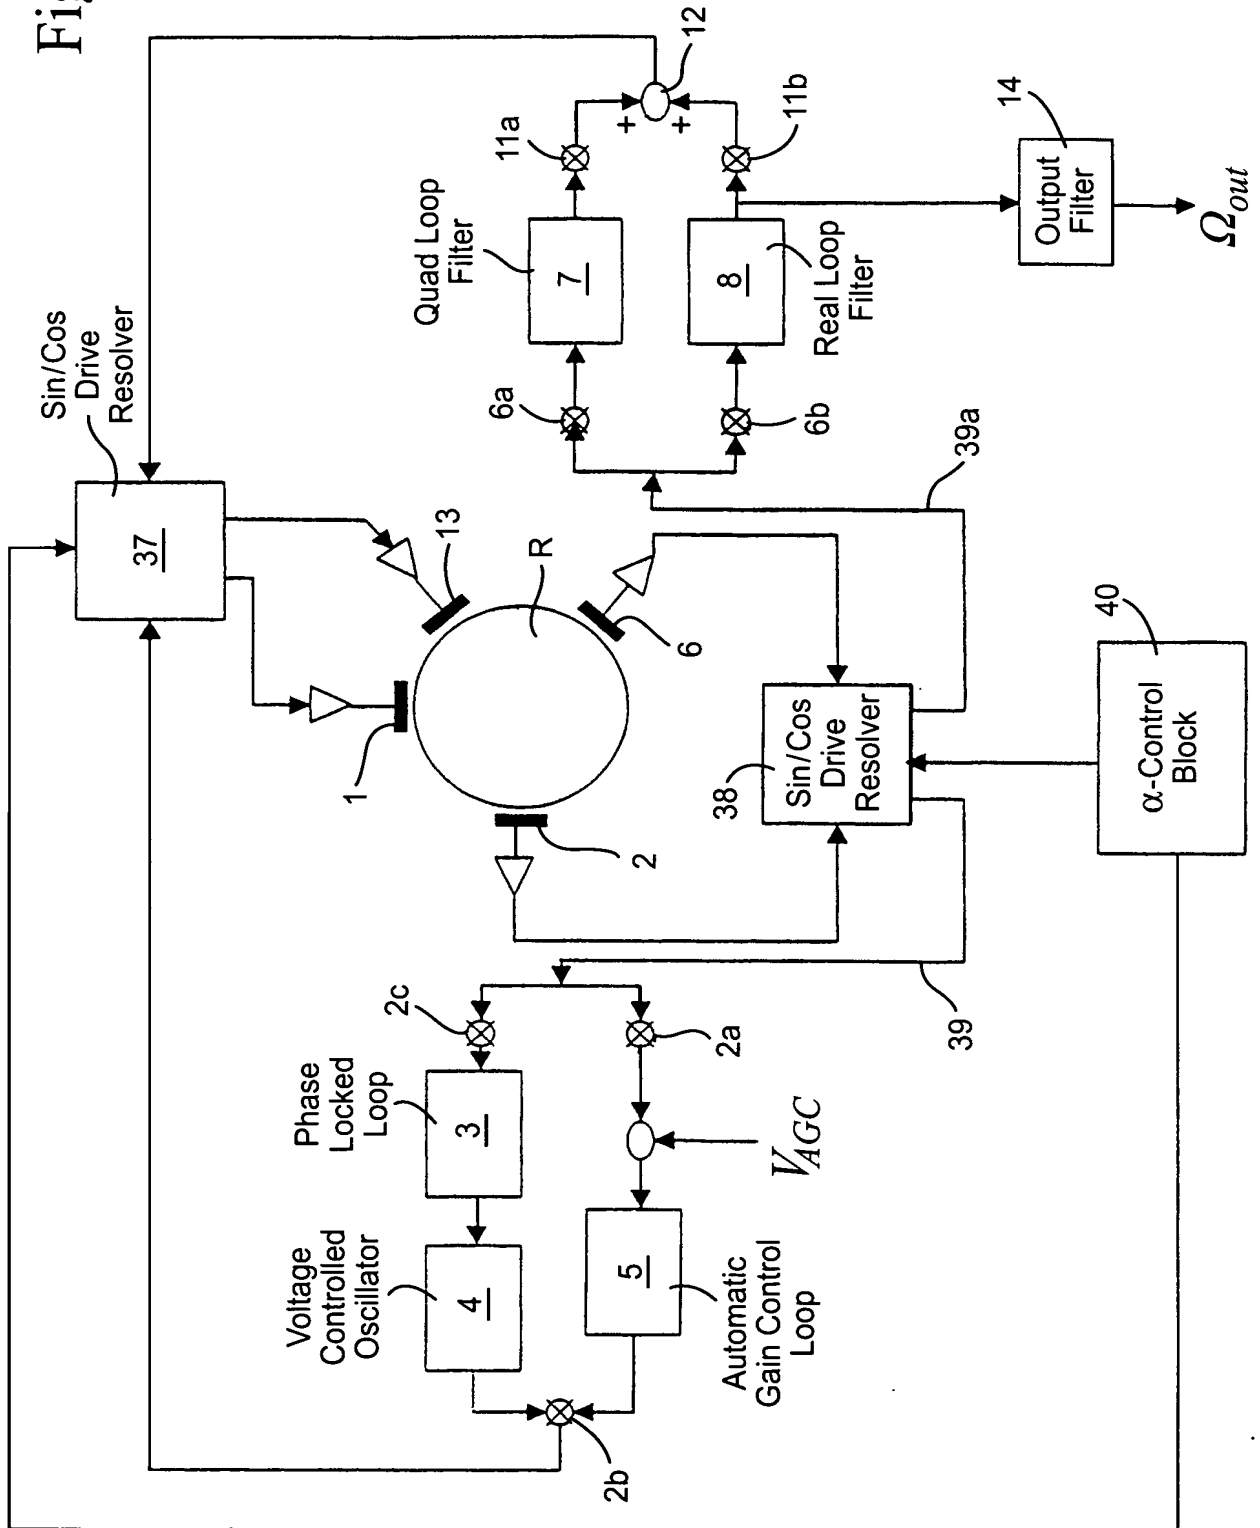 Fig
Sin/Cos
Drive
Resolver
37
12
11a
11b
14
Output
Filter
Ωout
Quad Loop
Filter
7
8
Real Loop
Filter
6a
6b
39a
13
R
6
1
2
38
Sin/Cos
Drive
Resolver
40
α-Control
Block
39
2c
2a
Phase
Locked
Loop
3
VAGC
Voltage
Controlled
Oscillator
4
5
Automatic
Gain Control
Loop
2b